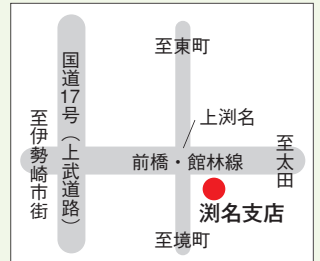 至東町
国道17号（上武道路）
上渕名
至伊勢崎市街
前橋・館林線
至太田
渕名支店
至境町